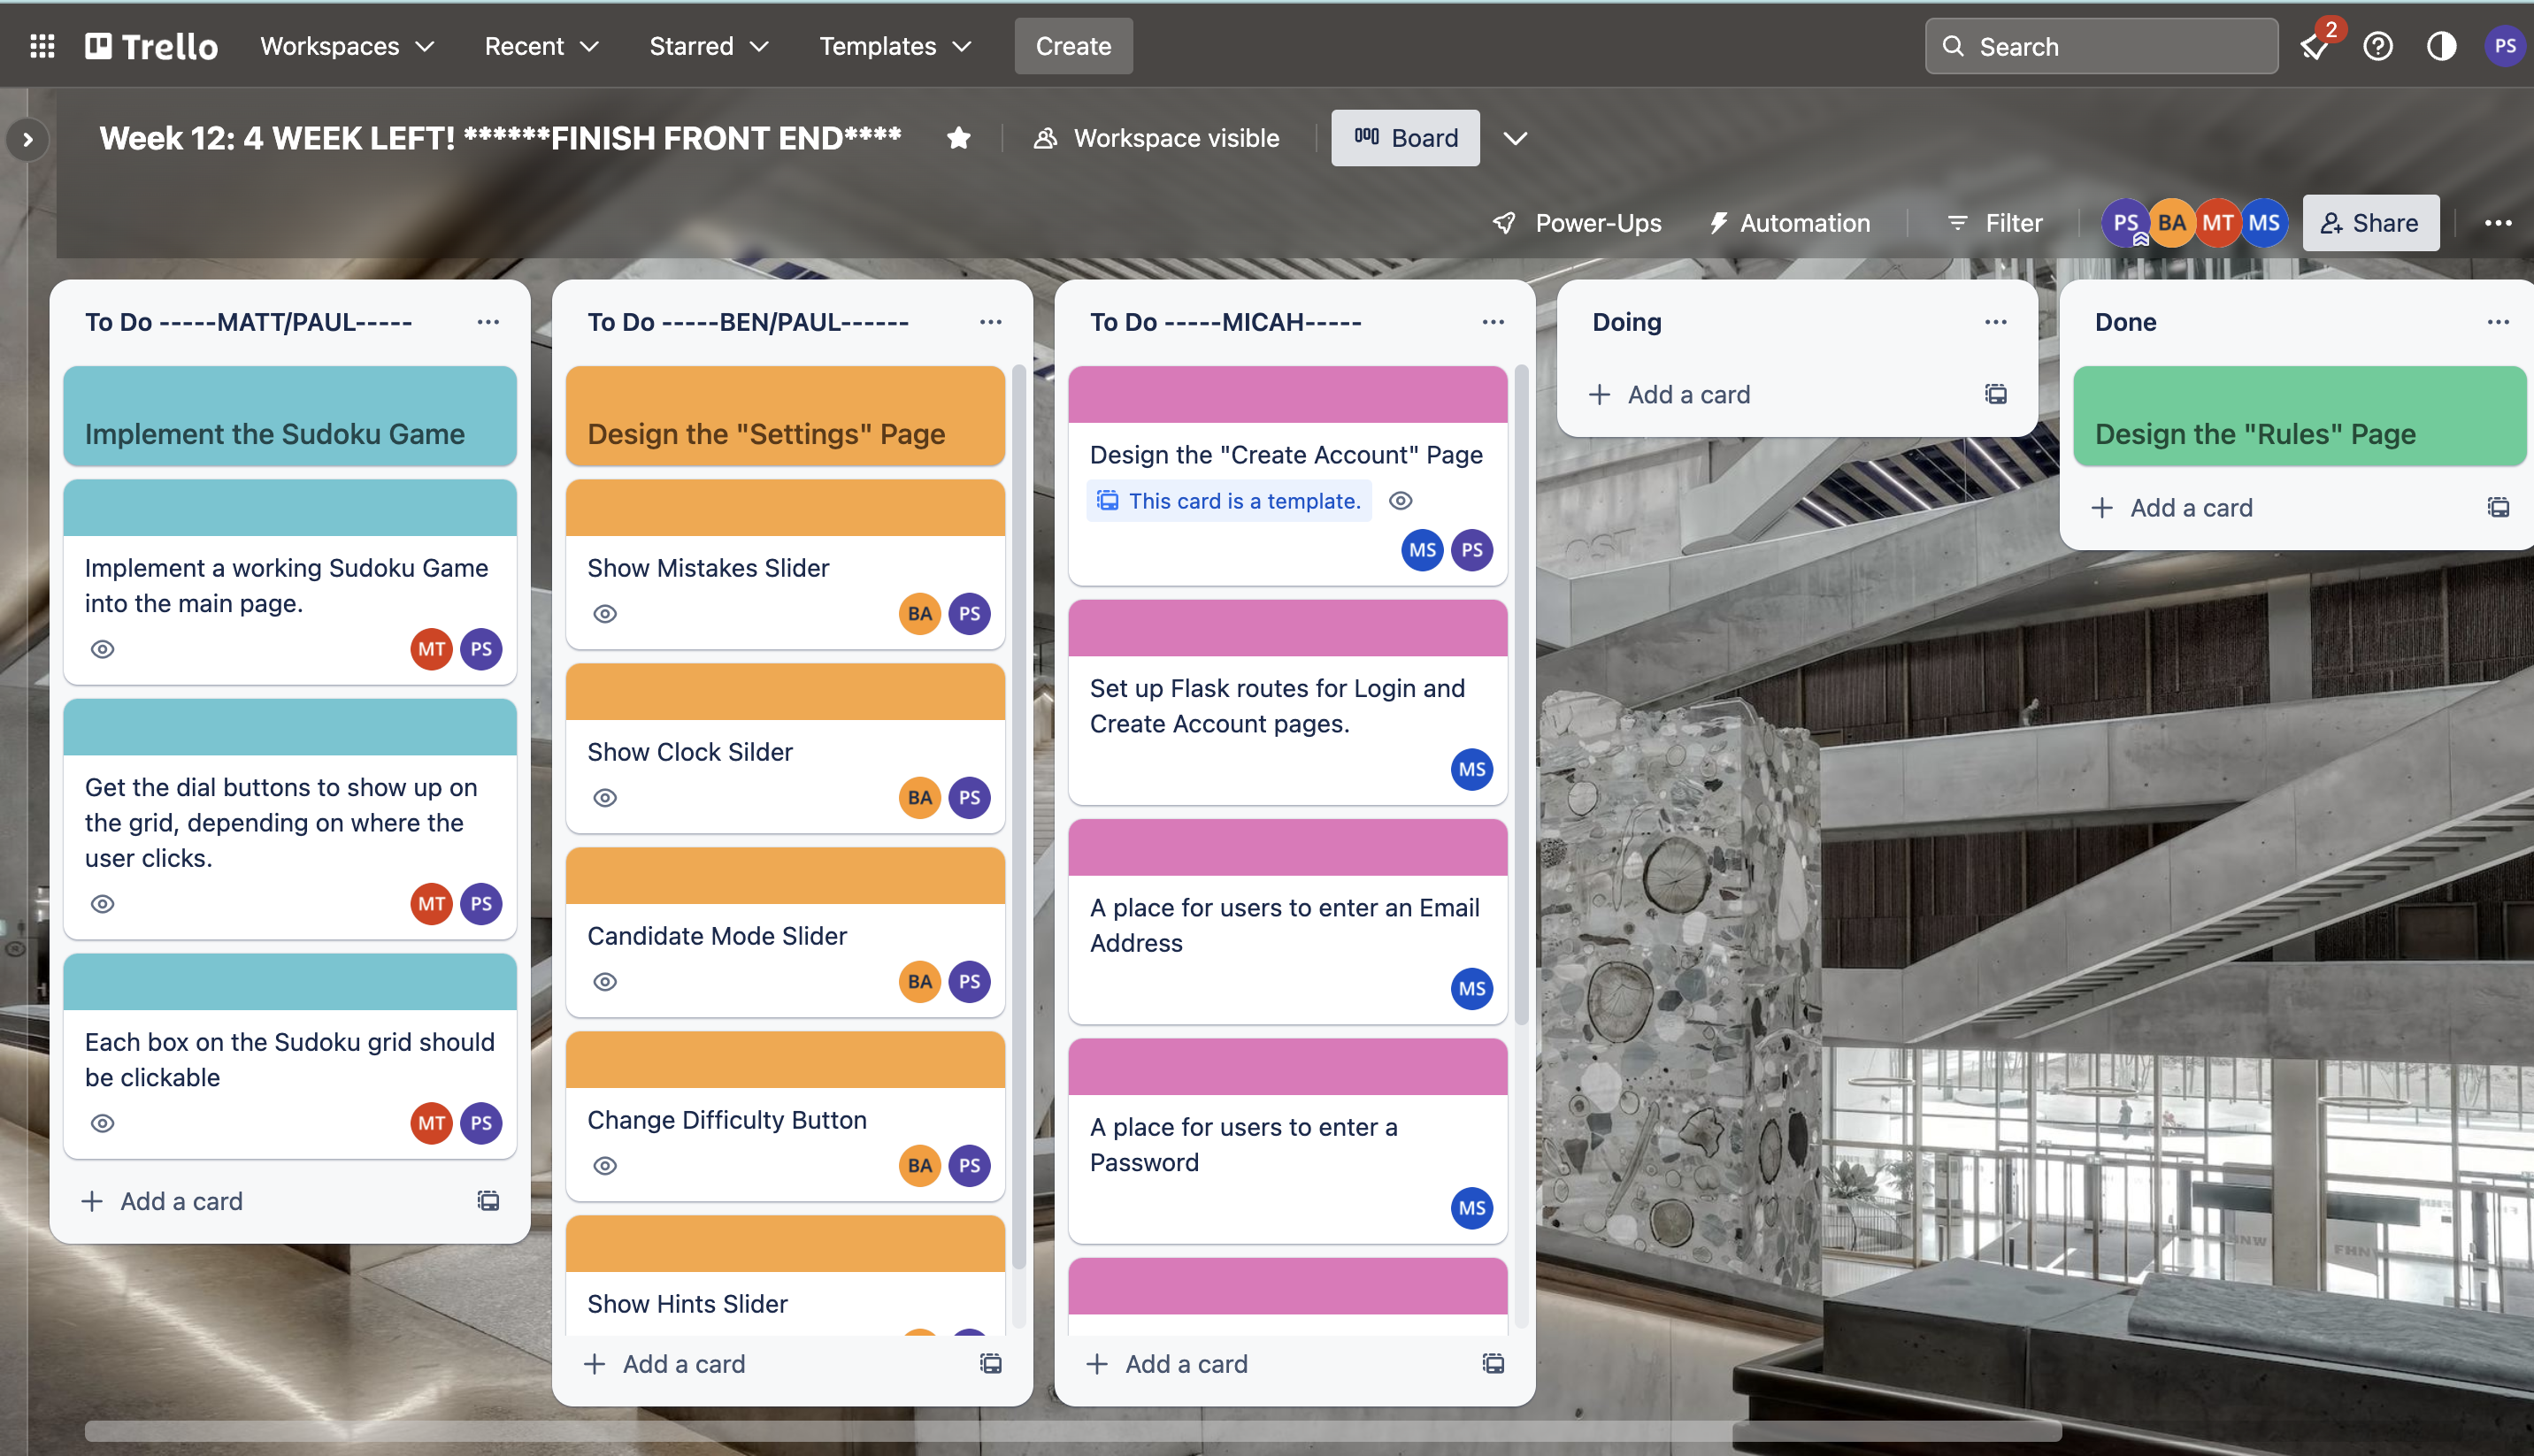 Trello
Workspaces
Recent
Starred
Templates
Create
Search
2
PS
Week 12: 4 WEEK LEFT! ******FINISH FRONT END****
Workspace visible
Board
Power-Ups
Automation
Filter
PS BA MT MS
Share
To Do -----MATT/PAUL-----
Implement the Sudoku Game
Implement a working Sudoku Game
into the main page.
MT PS
Get the dial buttons to show up on
the grid, depending on where the
user clicks.
MT PS
Each box on the Sudoku grid should
be clickable
MT PS
Add a card
To Do -----BEN/PAUL------
Design the "Settings" Page
Show Mistakes Slider
BA PS
Show Clock Silder
BA PS
Candidate Mode Slider
BA PS
Change Difficulty Button
BA PS
Show Hints Slider
Add a card
To Do -----MICAH-----
Design the "Create Account" Page
This card is a template.
MS PS
Set up Flask routes for Login and
Create Account pages.
MS
A place for users to enter an Email
Address
MS
A place for users to enter a
Password
MS
Add a card
Doing
Add a card
Done
Design the "Rules" Page
Add a card